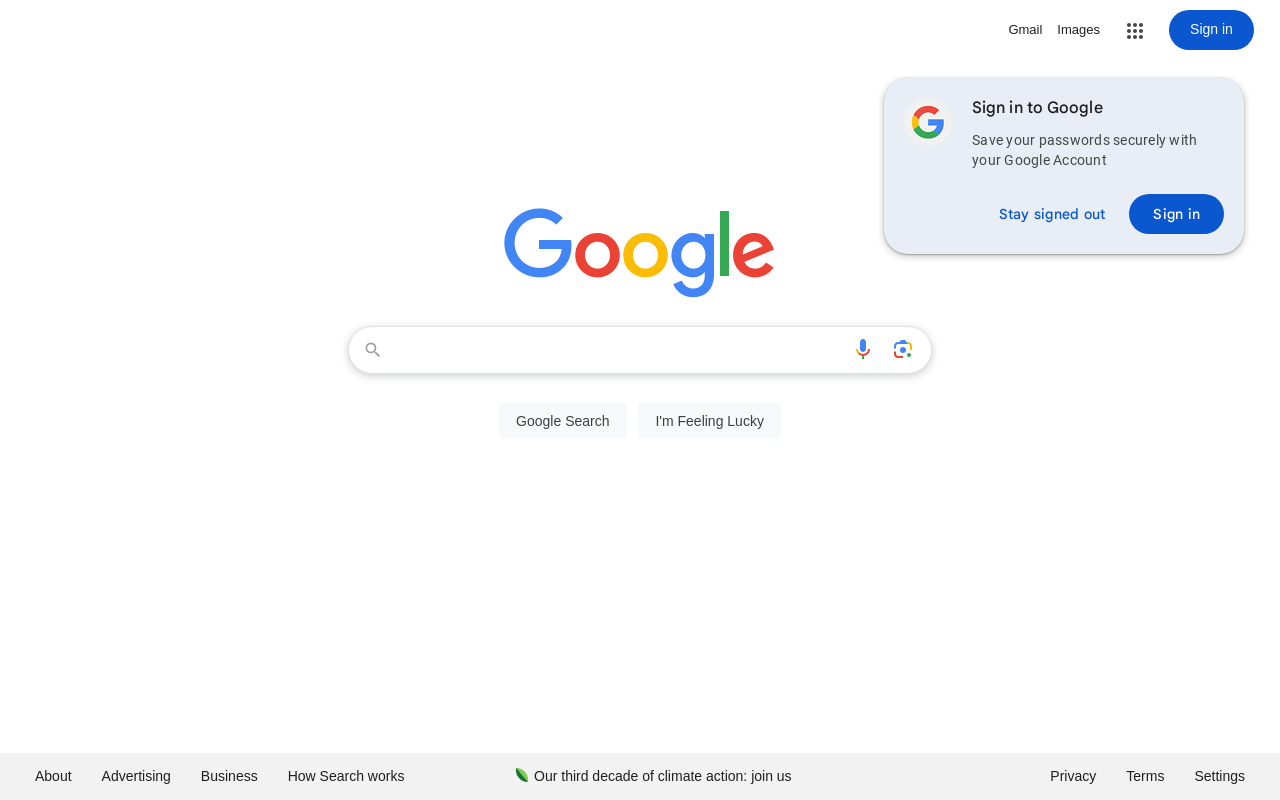 Gmail Images Sign in
Sign in to Google
Save your passwords securely with
your Google Account
Stay signed out Sign in
Google
Google Search I'm Feeling Lucky
About Advertising Business How Search works Our third decade of climate action: join us Privacy Terms Settings